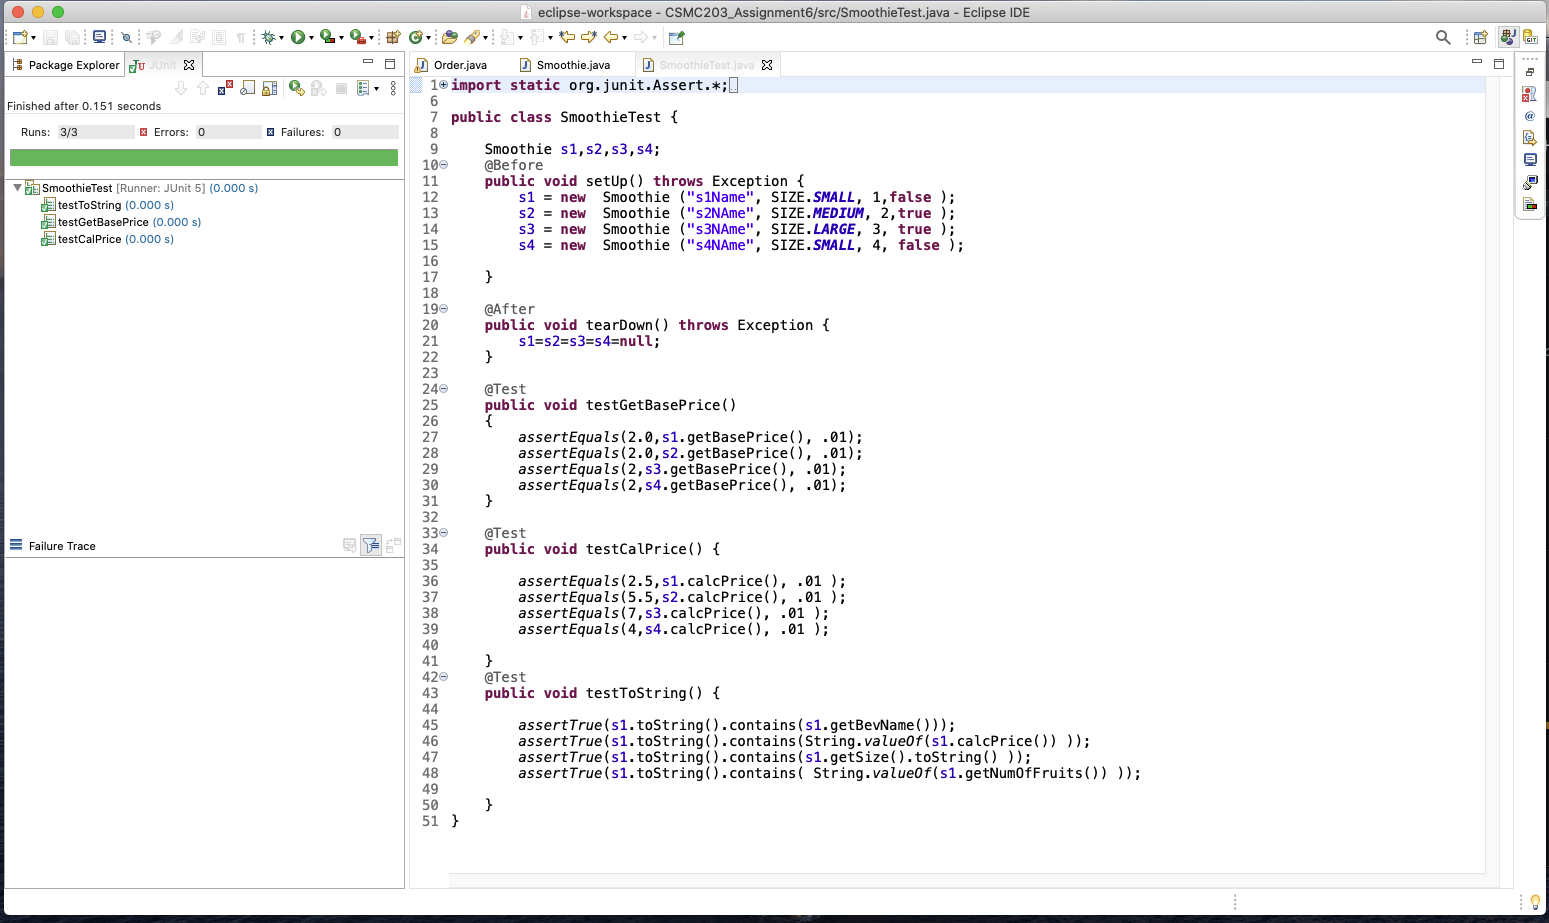 eclipse-workspace - CSMC203_Assignment6/src/SmoothieTest.java - Eclipse IDE
Package Explorer JUnit
Finished after 0.151 seconds
Runs: 3/3 Errors: 0 Failures: 0
SmoothieTest [Runner: JUnit 5] (0.000 s)
testToString (0.000 s)
testGetBasePrice (0.000 s)
testCalPrice (0.000 s)
Failure Trace
Order.java Smoothie.java SmoothieTest.java
1 import static org.junit.Assert.*;
6
7 public class SmoothieTest {
8
9 Smoothie s1,s2,s3,s4;
10 @Before
11 public void setUp() throws Exception {
12 s1 = new  Smoothie ("s1Name", SIZE.SMALL, 1,false );
13 s2 = new  Smoothie ("s2NAme", SIZE.MEDIUM, 2,true );
14 s3 = new  Smoothie ("s3NAme", SIZE.LARGE, 3, true );
15 s4 = new  Smoothie ("s4NAme", SIZE.SMALL, 4, false );
16
17 }
18
19 @After
20 public void tearDown() throws Exception {
21 s1=s2=s3=s4=null;
22 }
23
24 @Test
25 public void testGetBasePrice()
26 {
27 assertEquals(2.0,s1.getBasePrice(), .01);
28 assertEquals(2.0,s2.getBasePrice(), .01);
29 assertEquals(2,s3.getBasePrice(), .01);
30 assertEquals(2,s4.getBasePrice(), .01);
31 }
32
33 @Test
34 public void testCalPrice() {
35
36 assertEquals(2.5,s1.calcPrice(), .01 );
37 assertEquals(5.5,s2.calcPrice(), .01 );
38 assertEquals(7,s3.calcPrice(), .01 );
39 assertEquals(4,s4.calcPrice(), .01 );
40
41 }
42 @Test
43 public void testToString() {
44
45 assertTrue(s1.toString().contains(s1.getBevName()));
46 assertTrue(s1.toString().contains(String.valueOf(s1.calcPrice()) ));
47 assertTrue(s1.toString().contains(s1.getSize().toString() ));
48 assertTrue(s1.toString().contains( String.valueOf(s1.getNumOfFruits()) ));
49
50 }
51 }